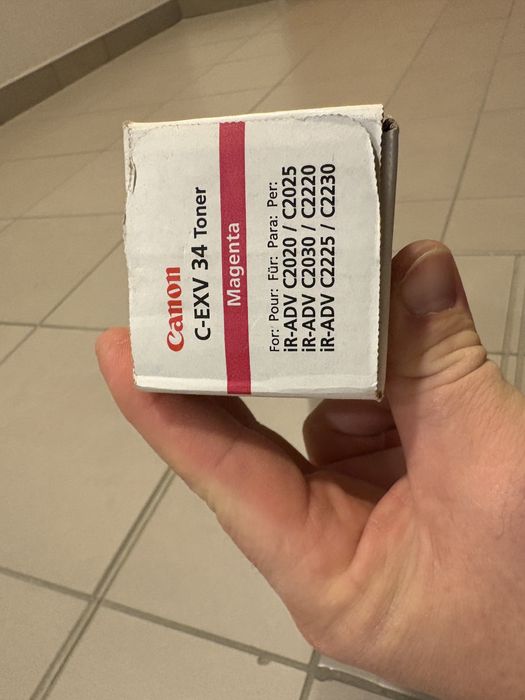 Canon
C-EXV 34 Toner
Magenta
For: Pour: Für: Para: Per:
iR-ADV C2020 / C2025
iR-ADV C2030 / C2220
iR-ADV C2225 / C2230